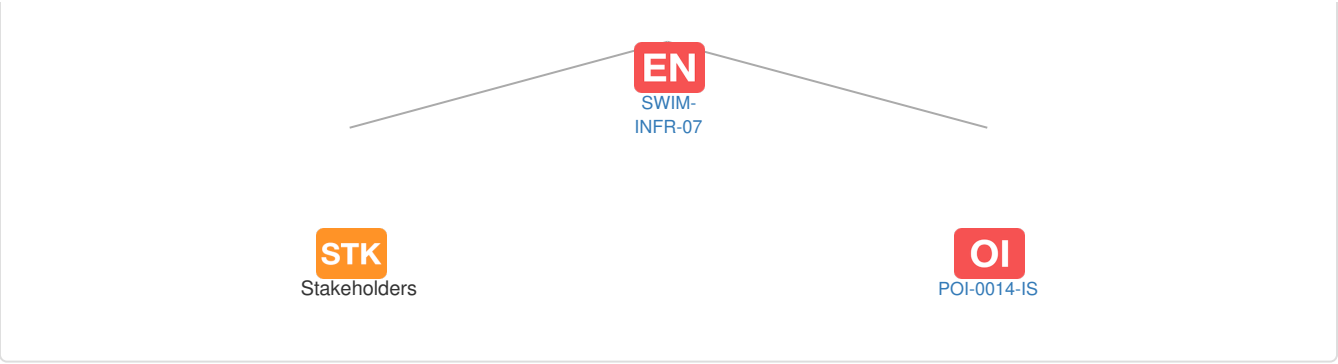 EN
SWIM-
INFR-07
STK
Stakeholders
OI
POI-0014-IS